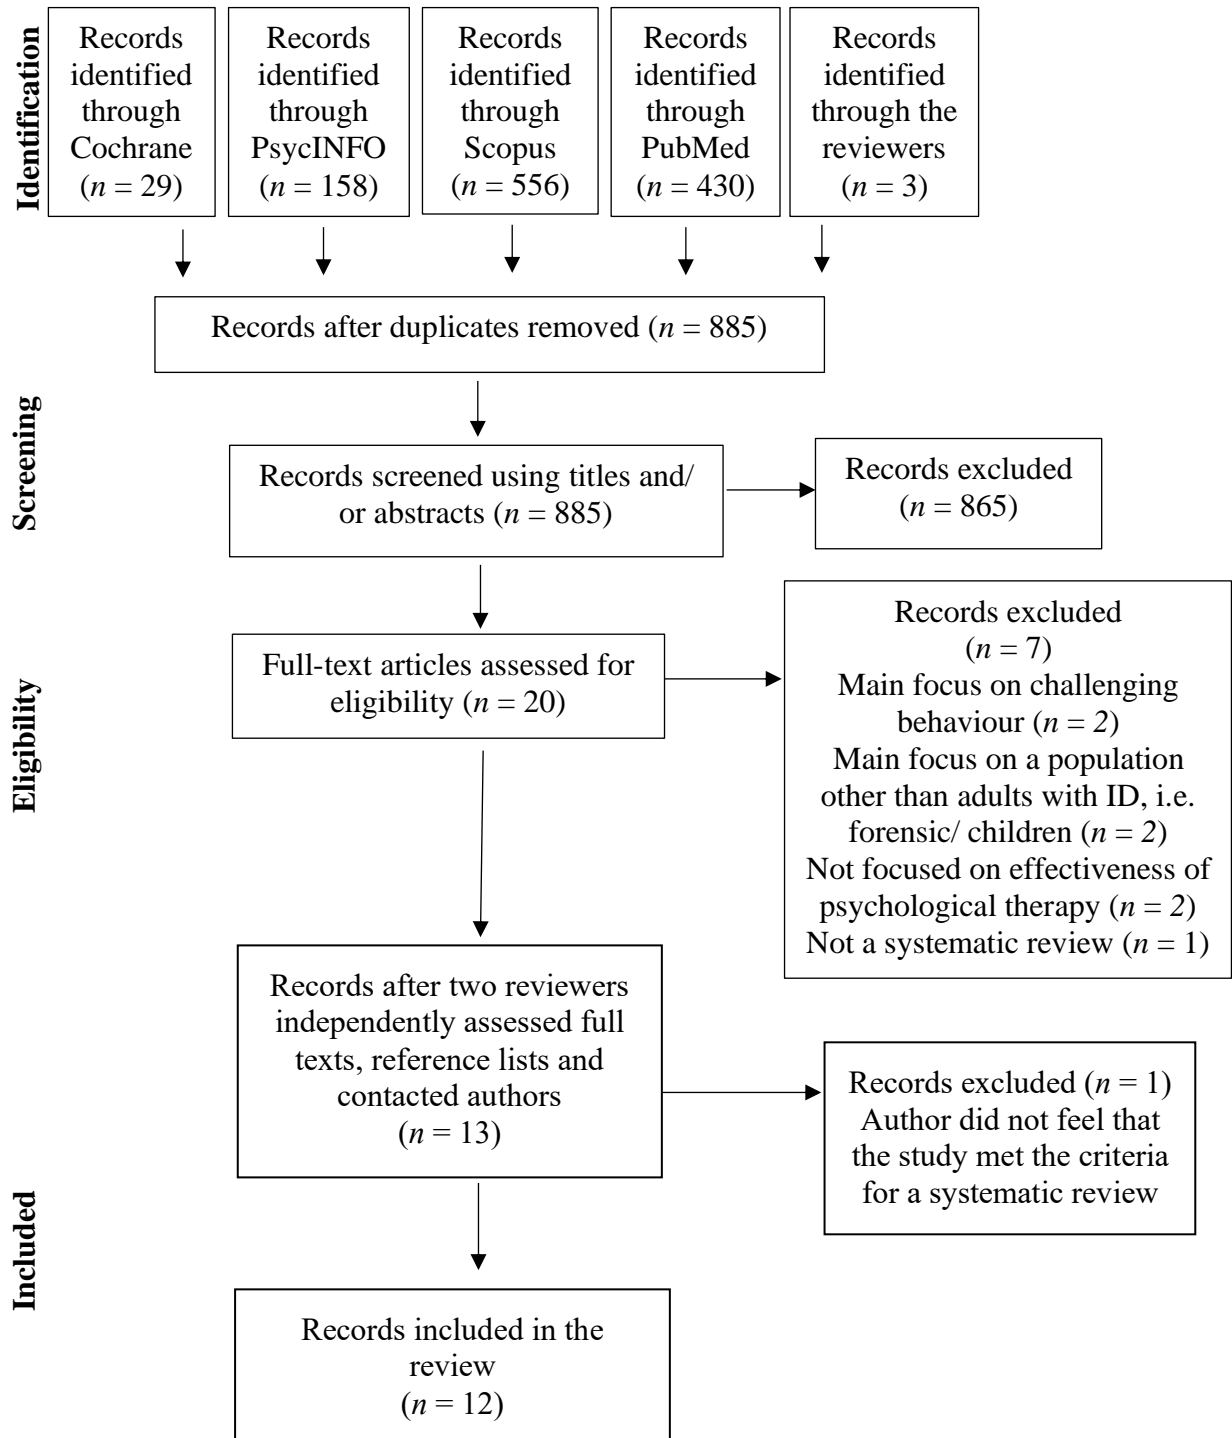 Identification
Records
identified
through
Cochrane
(n = 29)
Records
identified
through
PsycINFO
(n = 158)
Records
identified
through
Scopus
(n = 556)
Records
identified
through
PubMed
(n = 430)
Records
identified
through the
reviewers
(n = 3)
Records after duplicates removed (n = 885)
Screening
Records screened using titles and/
or abstracts (n = 885)
Records excluded
(n = 865)
Eligibility
Full-text articles assessed for
eligibility (n = 20)
Records excluded
(n = 7)
Main focus on challenging
behaviour (n = 2)
Main focus on a population
other than adults with ID, i.e.
forensic/ children (n = 2)
Not focused on effectiveness of
psychological therapy (n = 2)
Not a systematic review (n = 1)
Records after two reviewers
independently assessed full
texts, reference lists and
contacted authors
(n = 13)
Records excluded (n = 1)
Author did not feel that
the study met the criteria
for a systematic review
Included
Records included in the
review
(n = 12)